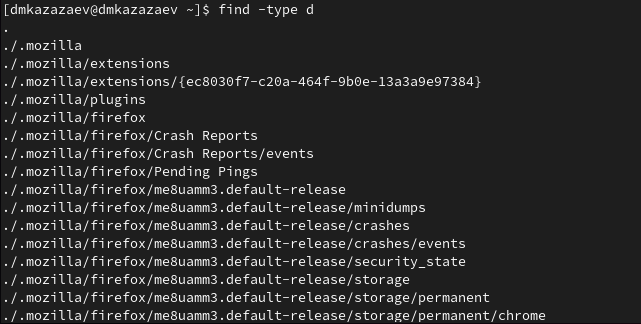 [dmkazazaev@dmkazazaev ~]$ find -type d
.
./.mozilla
./.mozilla/extensions
./.mozilla/extensions/{ec8030f7-c20a-464f-9b0e-13a3a9e97384}
./.mozilla/plugins
./.mozilla/firefox
./.mozilla/firefox/Crash Reports
./.mozilla/firefox/Crash Reports/events
./.mozilla/firefox/Pending Pings
./.mozilla/firefox/me8uamm3.default-release
./.mozilla/firefox/me8uamm3.default-release/minidumps
./.mozilla/firefox/me8uamm3.default-release/crashes
./.mozilla/firefox/me8uamm3.default-release/crashes/events
./.mozilla/firefox/me8uamm3.default-release/security_state
./.mozilla/firefox/me8uamm3.default-release/storage
./.mozilla/firefox/me8uamm3.default-release/storage/permanent
./.mozilla/firefox/me8uamm3.default-release/storage/permanent/chrome